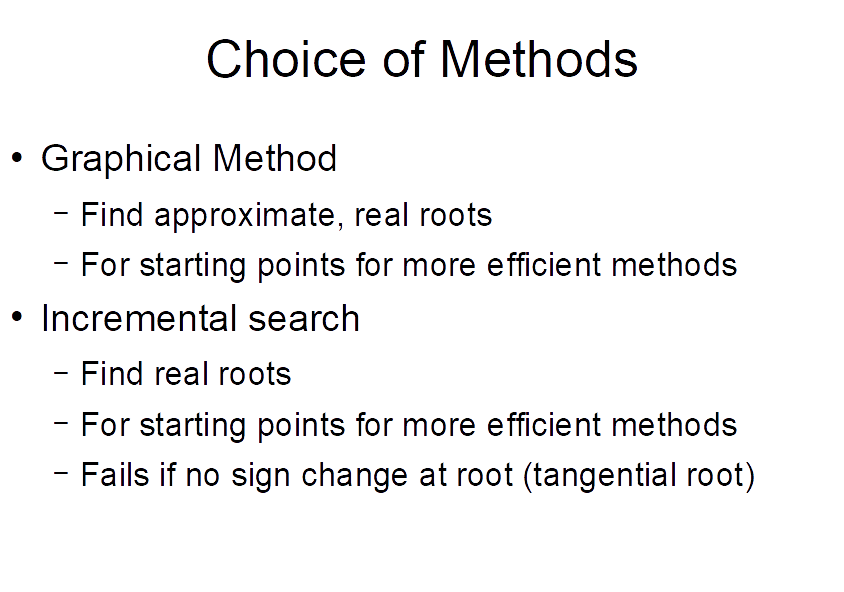 Choice of Methods
• Graphical Method
– Find approximate, real roots
– For starting points for more efficient methods
• Incremental search
– Find real roots
– For starting points for more efficient methods
– Fails if no sign change at root (tangential root)